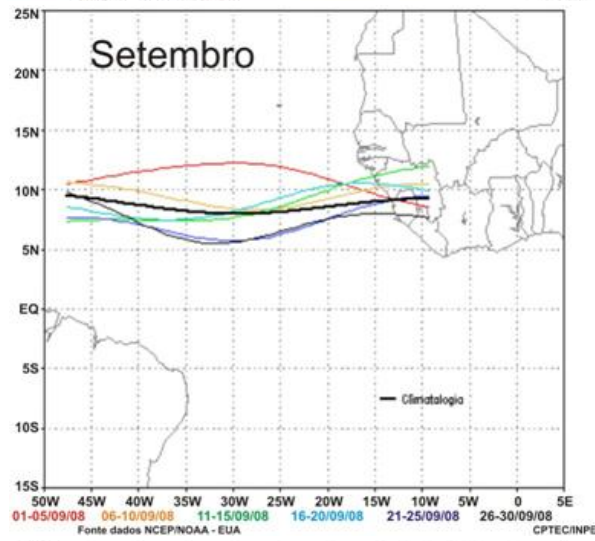 25N
Setembro
20N
15N
10N
5N
EQ
5S
Climatalogia
10S
15S
50W 45W 40W 35W 30W 25W 20W 15W 10W 5W 0 5E
01-05/09/08 06-10/09/08 11-15/09/08 16-20/09/08 21-25/09/08 26-30/09/08
Fonte dados NCEP/NOAA - EUA CPTEC/INPE